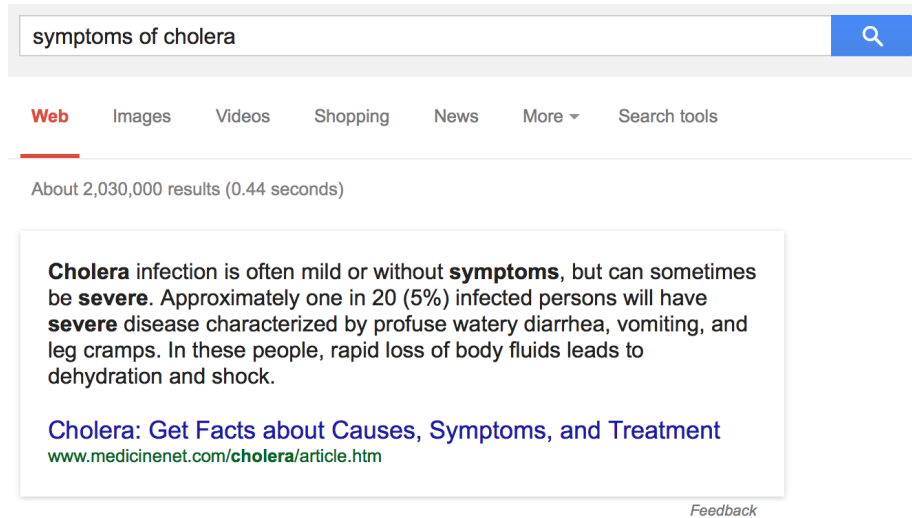 symptoms of cholera
Web Images Videos Shopping News More Search tools
About 2,030,000 results (0.44 seconds)
Cholera infection is often mild or without symptoms, but can sometimes
be severe. Approximately one in 20 (5%) infected persons will have
severe disease characterized by profuse watery diarrhea, vomiting, and
leg cramps. In these people, rapid loss of body fluids leads to
dehydration and shock.
Cholera: Get Facts about Causes, Symptoms, and Treatment
www.medicinenet.com/cholera/article.htm
Feedback